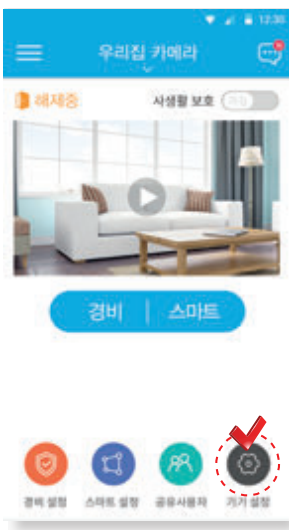 12:38
우리집 카메라
해제중
사생활 보호
경비 | 스마트
경비 설정
스마트 설정
공유사용자
기기 설정